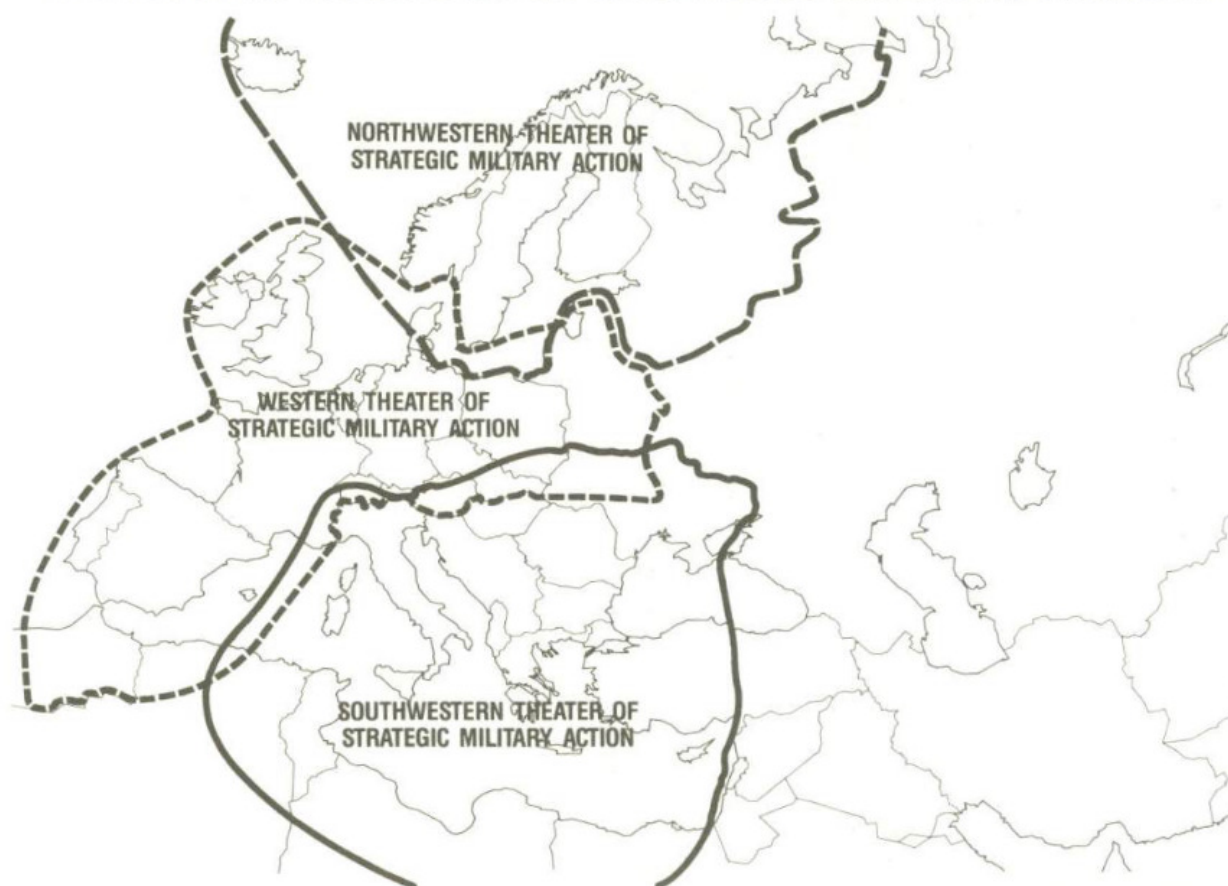 NORTHWESTERN THEATER OF
STRATEGIC MILITARY ACTION
WESTERN THEATER OF
STRATEGIC MILITARY ACTION
SOUTHWESTERN THEATER OF
STRATEGIC MILITARY ACTION